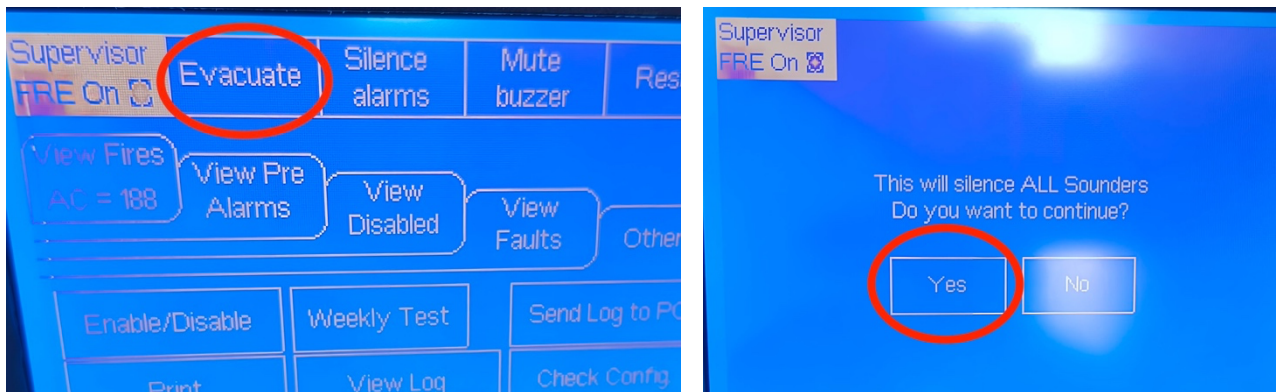 Supervisor
FRE On
Evacuate
Silence
alarms
Mute
buzzer
Res
View Fires
AC = 188
View Pre
Alarms
View
Disabled
View
Faults
Other
Enable/Disable
Weekly Test
Send Log to PC
Print
View Log
Check Config.
Supervisor
FRE On
This will silence ALL Sounders
Do you want to continue?
Yes
No